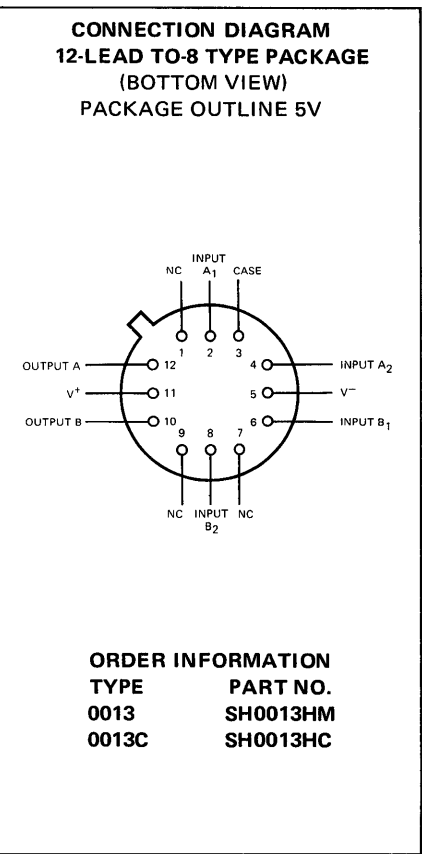 CONNECTION DIAGRAM
12-LEAD TO-8 TYPE PACKAGE
(BOTTOM VIEW)
PACKAGE OUTLINE 5V
INPUT
NC A1 CASE
1 2 3
OUTPUT A 12 4 INPUT A2
V+ 11 5 V−
OUTPUT B 10 6 INPUT B1
9 8 7
NC INPUT NC
B2
ORDER INFORMATION
TYPE PART NO.
0013 SH0013HM
0013C SH0013HC